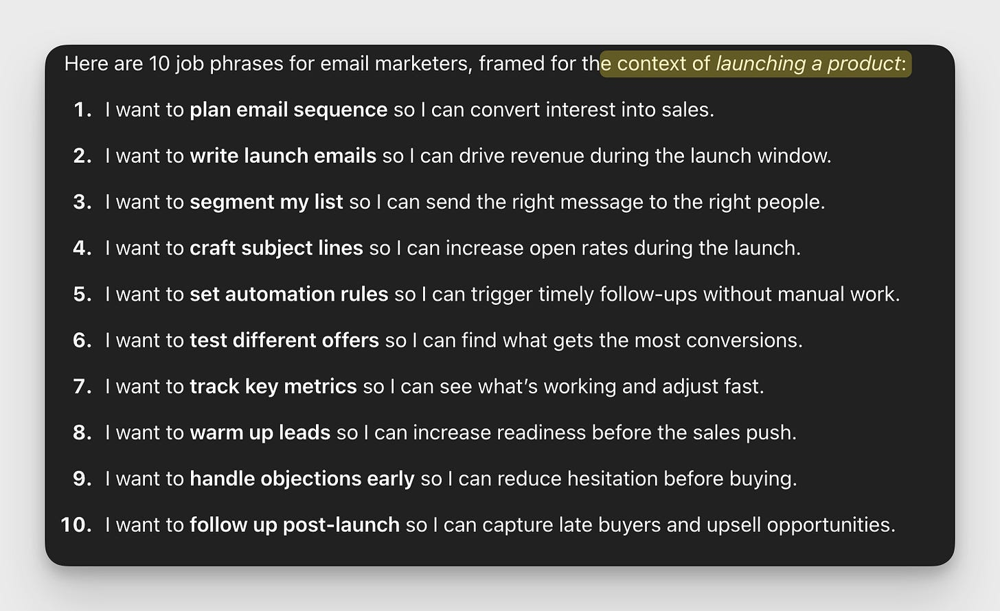 Here are 10 job phrases for email marketers, framed for the context of launching a product:
1. I want to plan email sequence so I can convert interest into sales.
2. I want to write launch emails so I can drive revenue during the launch window.
3. I want to segment my list so I can send the right message to the right people.
4. I want to craft subject lines so I can increase open rates during the launch.
5. I want to set automation rules so I can trigger timely follow-ups without manual work.
6. I want to test different offers so I can find what gets the most conversions.
7. I want to track key metrics so I can see what’s working and adjust fast.
8. I want to warm up leads so I can increase readiness before the sales push.
9. I want to handle objections early so I can reduce hesitation before buying.
10. I want to follow up post-launch so I can capture late buyers and upsell opportunities.